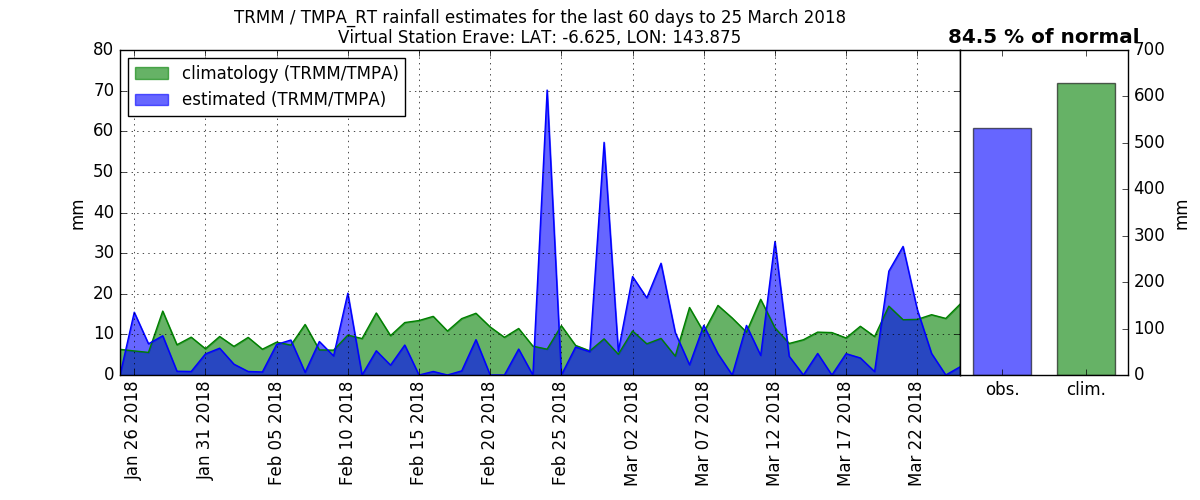 TRMM / TMPA_RT rainfall estimates for the last 60 days to 25 March 2018
Virtual Station Erave: LAT: -6.625, LON: 143.875
84.5 % of normal
climatology (TRMM/TMPA)
estimated (TRMM/TMPA)
mm
80
70
60
50
40
30
20
10
0
Jan 26 2018
Jan 31 2018
Feb 05 2018
Feb 10 2018
Feb 15 2018
Feb 20 2018
Feb 25 2018
Mar 02 2018
Mar 07 2018
Mar 12 2018
Mar 17 2018
Mar 22 2018
obs.
clim.
700
600
500
400
300
200
100
0
mm